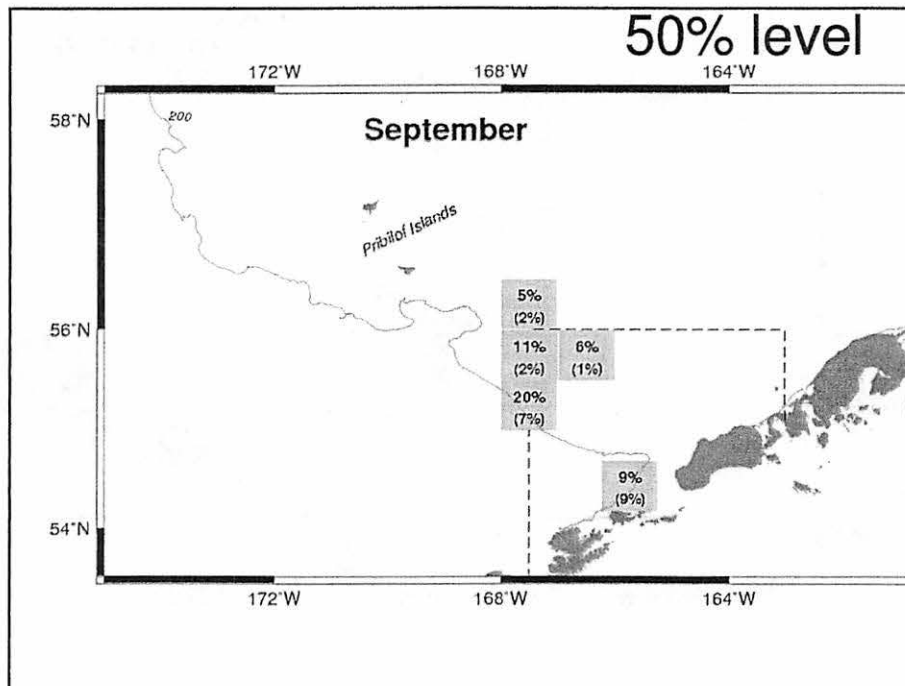 50% level
172°W 168°W 164°W
58°N
200
September
Pribilof Islands
5%
(2%)
56°N
11% 6%
(2%) (1%)
20%
(7%)
9%
(9%)
54°N
172°W 168°W 164°W